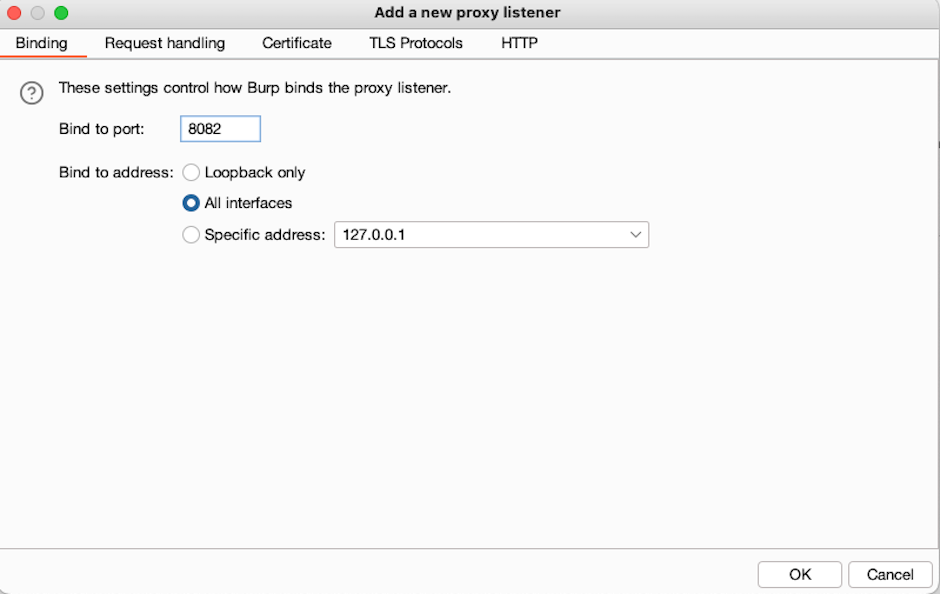 Add a new proxy listener
Binding Request handling Certificate TLS Protocols HTTP
? These settings control how Burp binds the proxy listener.
Bind to port: 8082
Bind to address: Loopback only
All interfaces
Specific address: 127.0.0.1
OK Cancel